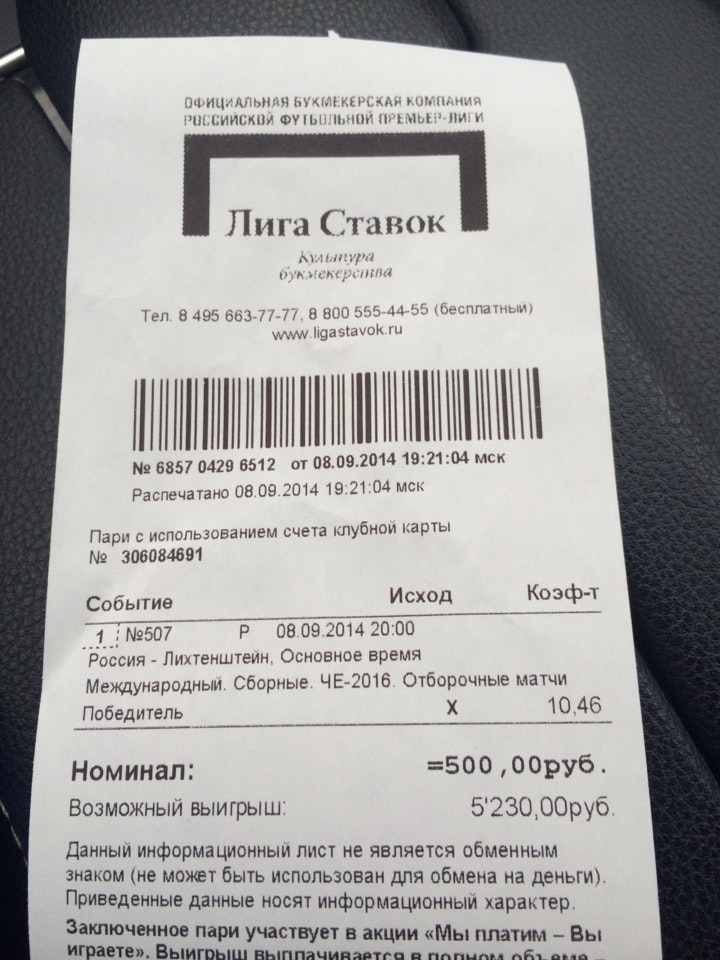 ОФИЦИАЛЬНАЯ БУКМЕКЕРСКАЯ КОМПАНИЯ
РОССИЙСКОЙ ФУТБОЛЬНОЙ ПРЕМЬЕР-ЛИГИ
Лига Ставок
Культура
букмекерства
Тел. 8 495 663-77-77, 8 800 555-44-55 (бесплатный)
www.ligastavok.ru
№ 6857 0429 6512 от 08.09.2014 19:21:04 мск
Распечатано 08.09.2014 19:21:04 мск
Пари с использованием счета клубной карты
№ 306084691
Событие Исход Коэф-т
1 №507 Р 08.09.2014 20:00
Россия - Лихтенштейн, Основное время
Международный. Сборные. ЧЕ-2016. Отборочные матчи
Победитель X 10,46
Номинал: =500,00руб.
Возможный выигрыш: 5'230,00руб.
Данный информационный лист не является обменным
знаком (не может быть использован для обмена на деньги).
Приведенные данные носят информационный характер.
Заключенное пари участвует в акции «Мы платим – Вы
играете». Выигрыш выплачивается в полном объеме –